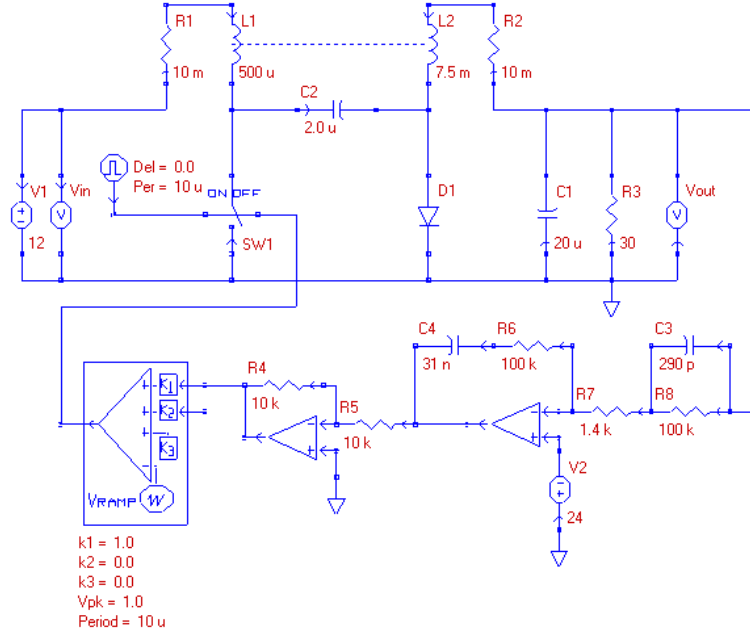 R1
L1
L2
R2
10 m
500 u
7.5 m
10 m
C2
2.0 u
V1
Vin
Del = 0.0
Per = 10 u
ON OFF
D1
C1
R3
Vout
V
V
12
SW1
20 u
30
C4
R6
C3
31 n
100 k
290 p
R4
R5
R7
R8
10 k
10 k
1.4 k
100 k
K1
K2
K3
V2
24
VRAMP
W
k1 = 1.0
k2 = 0.0
k3 = 0.0
Vpk = 1.0
Period = 10 u